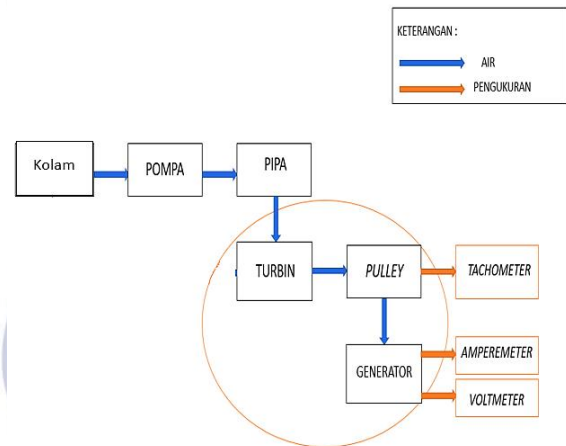 KETERANGAN :
AIR
PENGUKURAN
Kolam
POMPA
PIPA
TURBIN
PULLEY
TACHOMETER
GENERATOR
AMPEREMETER
VOLTMETER